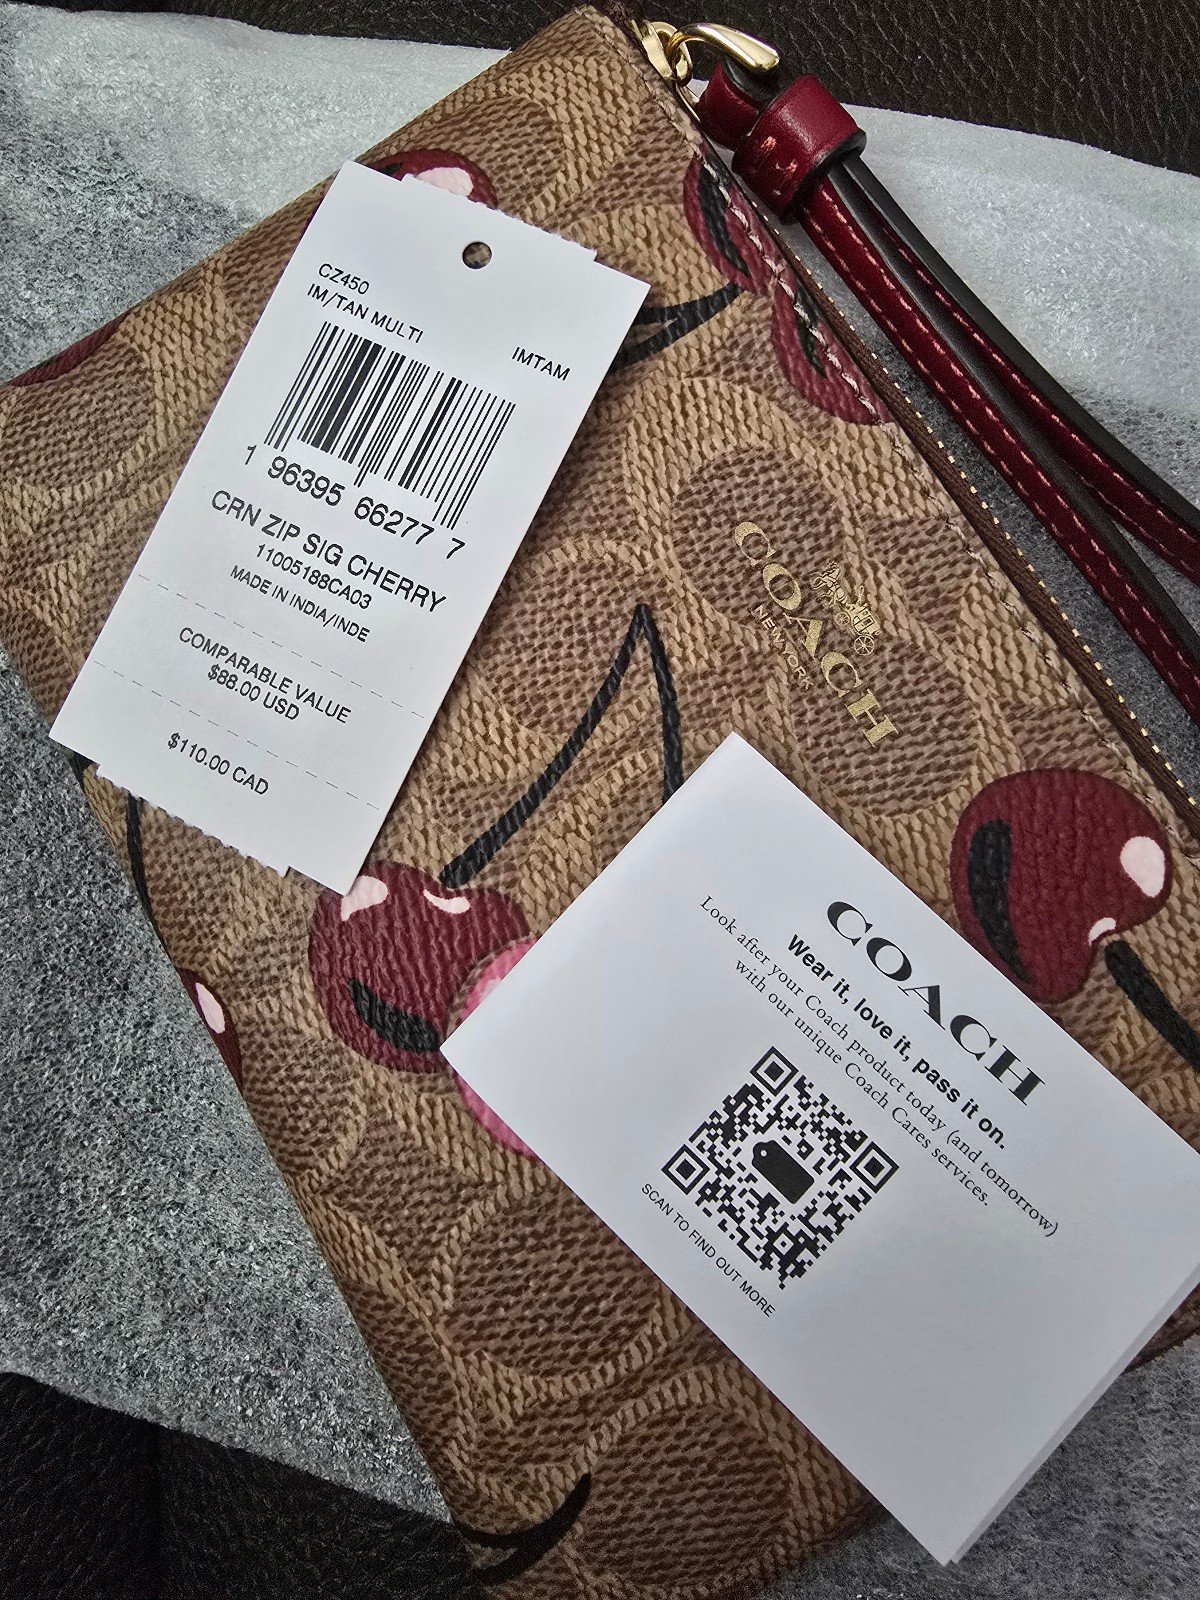 CZ450
IM/TAN MULTI
IMTAM
1 96395 66277 7
CRN ZIP SIG CHERRY
11005188CA03
MADE IN INDIA/INDE
COMPARABLE VALUE
$88.00 USD
$110.00 CAD
COACH
NEW YORK
COACH
Wear it, love it, pass it on.
Look after your Coach product today (and tomorrow)
with our unique Coach Cares services.
SCAN TO FIND OUT MORE